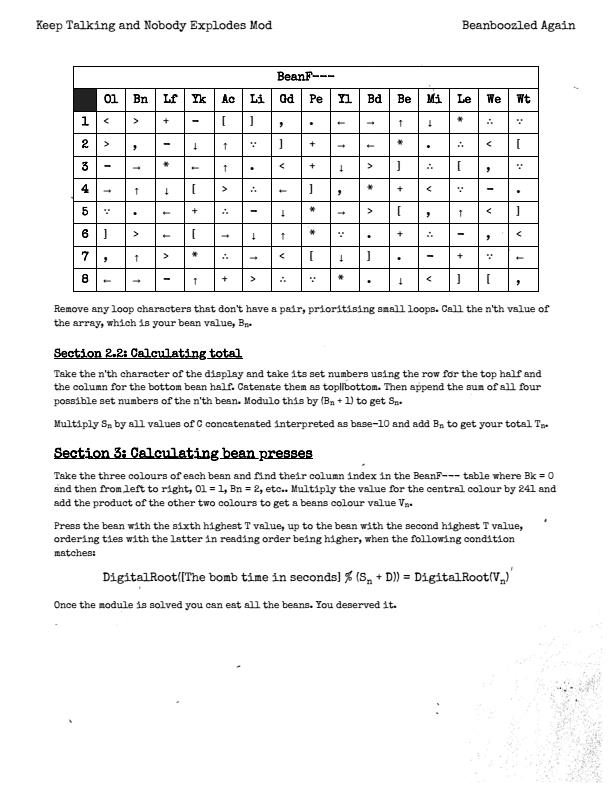 Keep Talking and Nobody Explodes Mod Beanboozled Again
BeanF---
Ol Bn Lf Yk Ac Li Gd Pe Yl Bd Be Mi Le We Wt
1 < > + - [ ] , . ← → ↑ ↓ * ∴ ∵
2 > , - ↓ ↑ ∵ ] + → ← * . ∴ < [
3 - → * ← ↑ . < + ↓ > ] ∴ [ , ∵
4 → ↑ ↓ [ > ∴ ← ] , * + < ∵ - .
5 ∵ . ← + ∴ - ↓ * → > [ , ↑ < ]
6 ] > ← [ → ↓ ↑ * ∵ . + ∴ - , <
7 , ↑ > * ∴ → < [ ↓ ] . - + ∵ ←
8 ← → - ↑ + > ∴ ∵ * . ↓ < ] [ ,
Remove any loop characters that don't have a pair, prioritising small loops. Call the n'th value of
the array, which is your bean value, Bn.
Section 2.2: Calculating total
Take the n'th character of the display and take its set numbers using the row for the top half and
the column for the bottom bean half. Catenate them as top||bottom. Then append the sum of all four
possible set numbers of the n'th bean. Modulo this by (Bn + 1) to get Sn.
Multiply Sn by all values of C concatenated interpreted as base-10 and add Bn to get your total Tn.
Section 3: Calculating bean presses
Take the three colours of each bean and find their column index in the BeanF--- table where Bk = 0
and then from left to right, Ol = 1, Bn = 2, etc.. Multiply the value for the central colour by 241 and
add the product of the other two colours to get a beans colour value Vn.
Press the bean with the sixth highest T value, up to the bean with the second highest T value,
ordering ties with the latter in reading order being higher, when the following condition
matches:
DigitalRoot([The bomb time in seconds] % (Sn + D)) = DigitalRoot(Vn)
Once the module is solved you can eat all the beans. You deserved it.